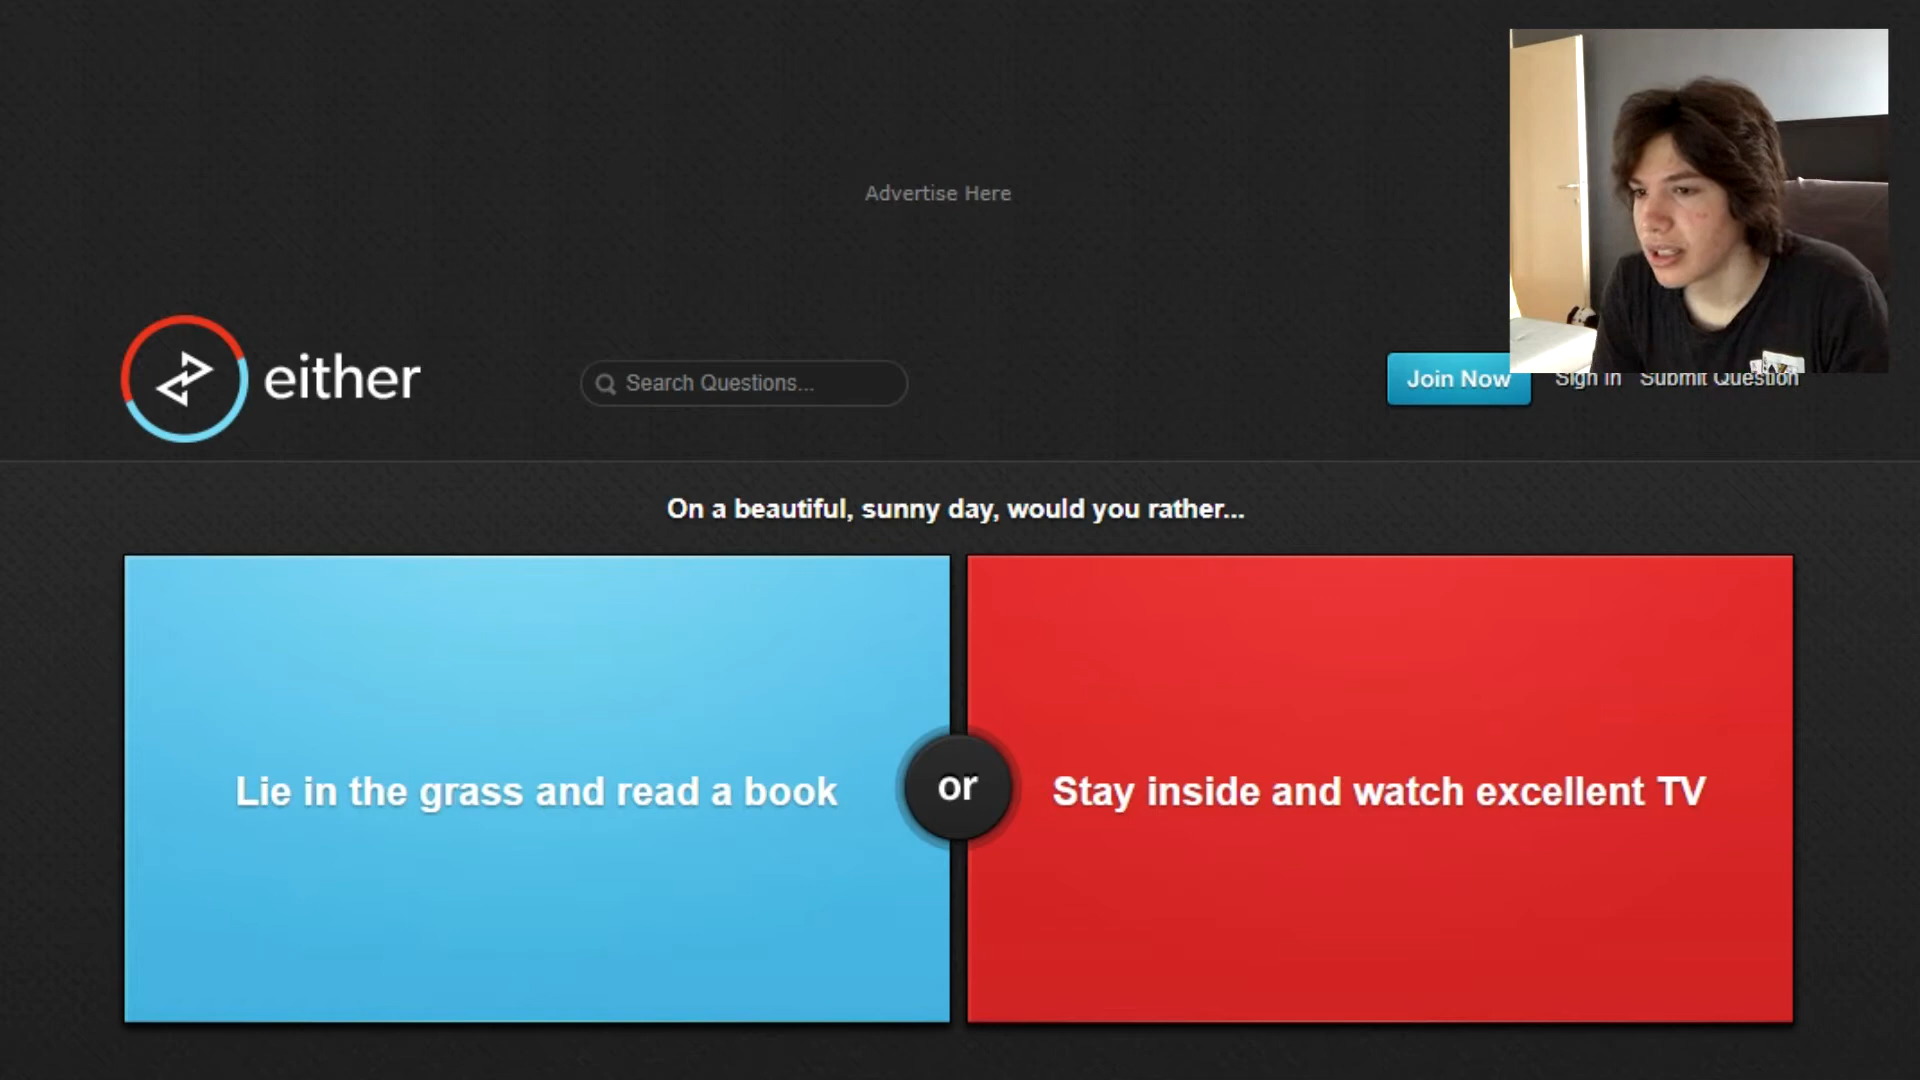 Advertise Here
either
Search Questions...
Join Now
Sign In
Submit Question
On a beautiful, sunny day, would you rather...
Lie in the grass and read a book
or
Stay inside and watch excellent TV